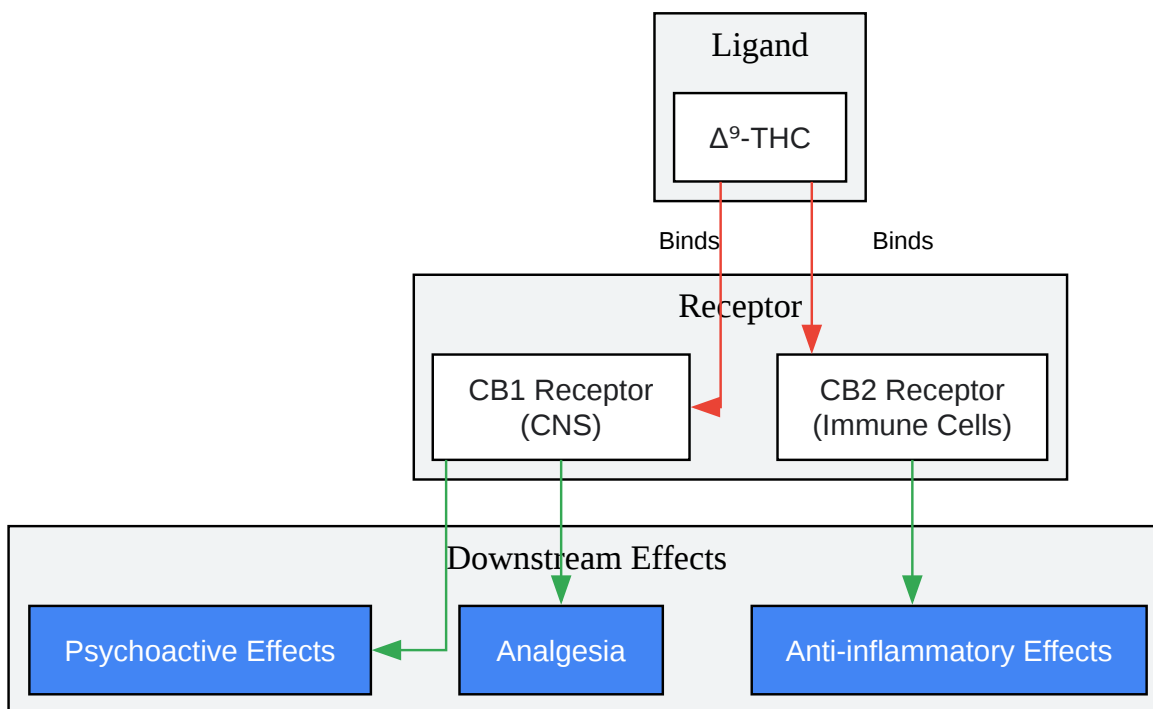 Ligand
Δ⁹-THC
Binds
Binds
Receptor
CB1 Receptor
(CNS)
CB2 Receptor
(Immune Cells)
Downstream Effects
Psychoactive Effects
Analgesia
Anti-inflammatory Effects